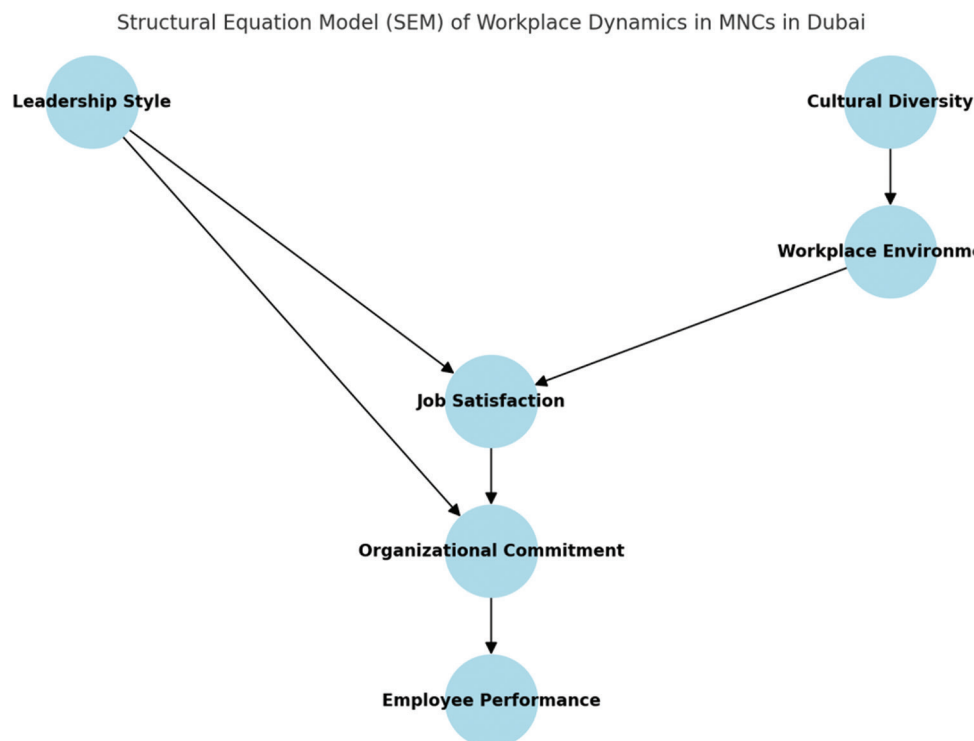 Structural Equation Model (SEM) of Workplace Dynamics in MNCs in Dubai
Leadership Style
Cultural Diversity
Workplace Environme
Job Satisfaction
Organizational Commitment
Employee Performance